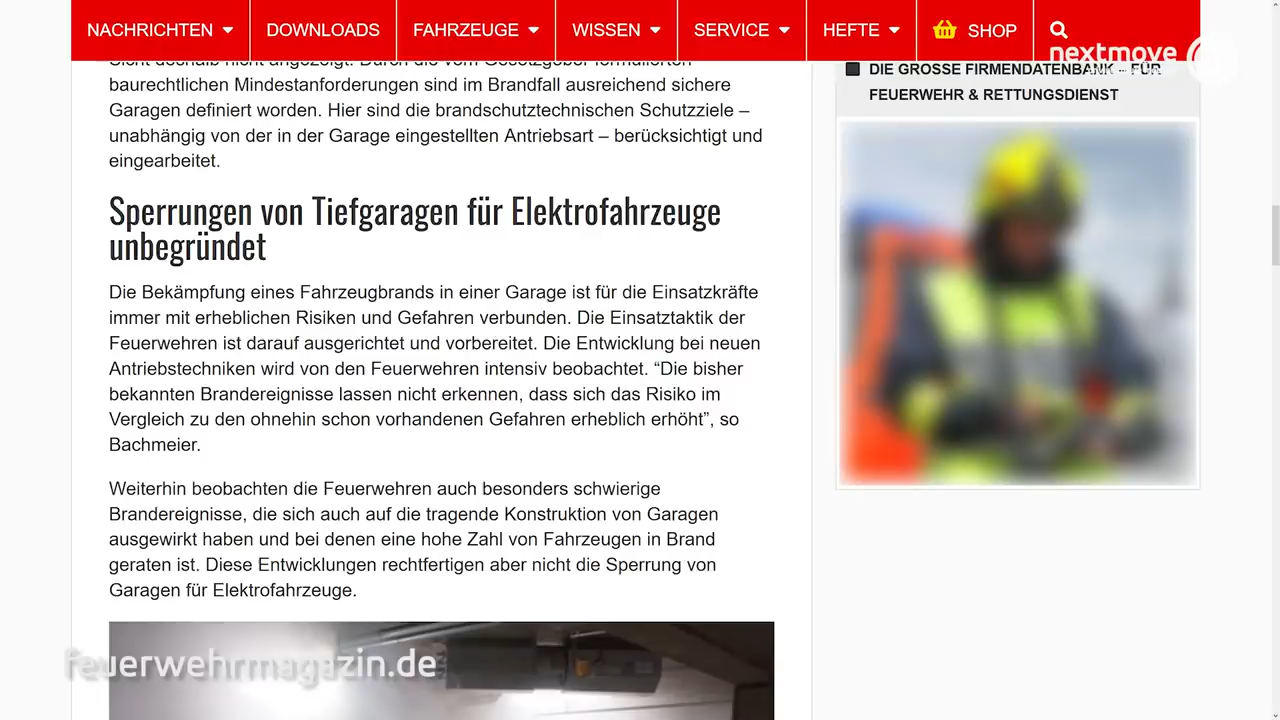 NACHRICHTEN DOWNLOADS FAHRZEUGE WISSEN SERVICE HEFTE SHOP
nextmove
baurechtlichen Mindestanforderungen sind im Brandfall ausreichend sichere
Garagen definiert worden. Hier sind die brandschutztechnischen Schutzziele –
unabhängig von der in der Garage eingestellten Antriebsart – berücksichtigt und
eingearbeitet.
Sperrungen von Tiefgaragen für Elektrofahrzeuge
unbegründet
Die Bekämpfung eines Fahrzeugbrands in einer Garage ist für die Einsatzkräfte
immer mit erheblichen Risiken und Gefahren verbunden. Die Einsatztaktik der
Feuerwehren ist darauf ausgerichtet und vorbereitet. Die Entwicklung bei neuen
Antriebstechniken wird von den Feuerwehren intensiv beobachtet. “Die bisher
bekannten Brandereignisse lassen nicht erkennen, dass sich das Risiko im
Vergleich zu den ohnehin schon vorhandenen Gefahren erheblich erhöht”, so
Bachmeier.
Weiterhin beobachten die Feuerwehren auch besonders schwierige
Brandereignisse, die sich auch auf die tragende Konstruktion von Garagen
ausgewirkt haben und bei denen eine hohe Zahl von Fahrzeugen in Brand
geraten ist. Diese Entwicklungen rechtfertigen aber nicht die Sperrung von
Garagen für Elektrofahrzeuge.
DIE GROSSE FIRMENDATENBANK – FÜR
FEUERWEHR & RETTUNGSDIENST
feuerwehrmagazin.de